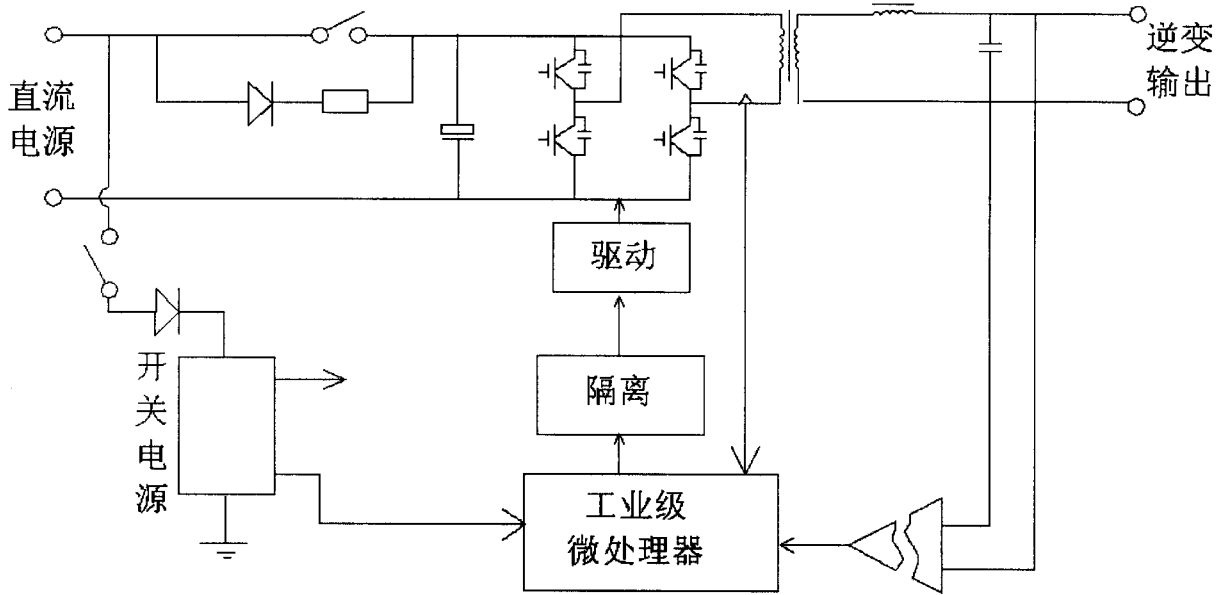 直流
电源
逆变
输出
驱动
隔离
开
关
电
源
工业级
微处理器